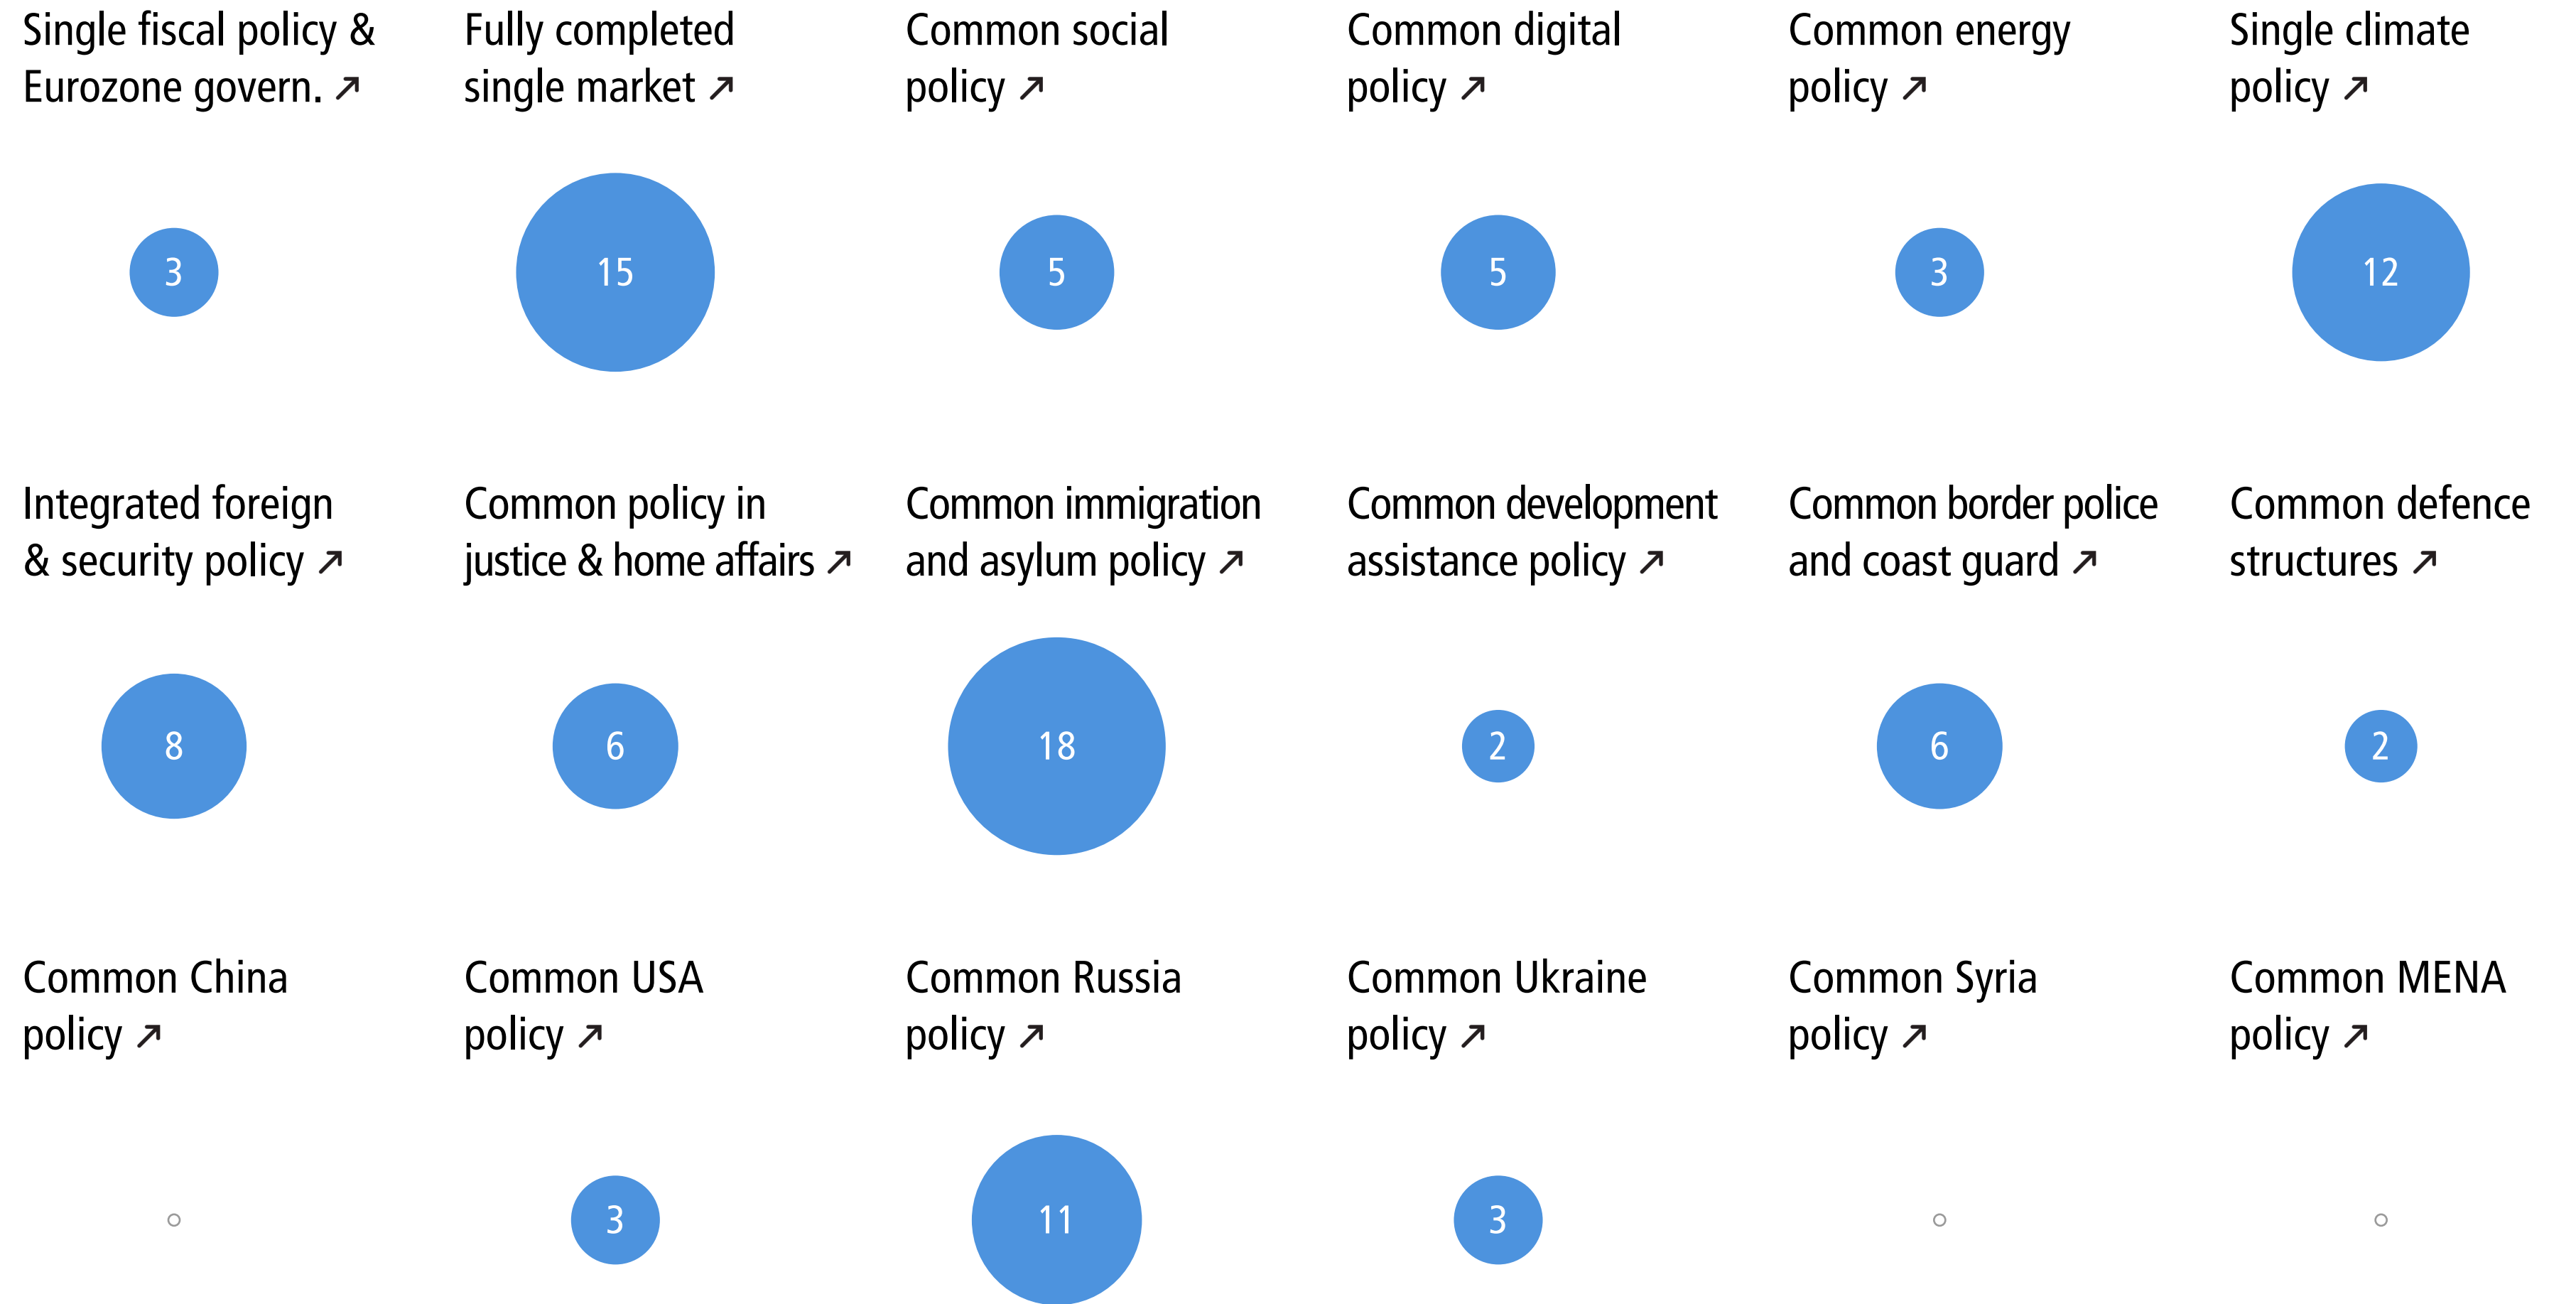 Single fiscal policy &
Eurozone govern. ↗
Fully completed
single market ↗
Common social
policy ↗
Common digital
policy ↗
Common energy
policy ↗
Single climate
policy ↗
3
15
5
5
3
12
Integrated foreign
& security policy ↗
Common policy in
justice & home affairs ↗
Common immigration
and asylum policy ↗
Common development
assistance policy ↗
Common border police
and coast guard ↗
Common defence
structures ↗
8
6
18
2
6
2
Common China
policy ↗
Common USA
policy ↗
Common Russia
policy ↗
Common Ukraine
policy ↗
Common Syria
policy ↗
Common MENA
policy ↗
3
11
3